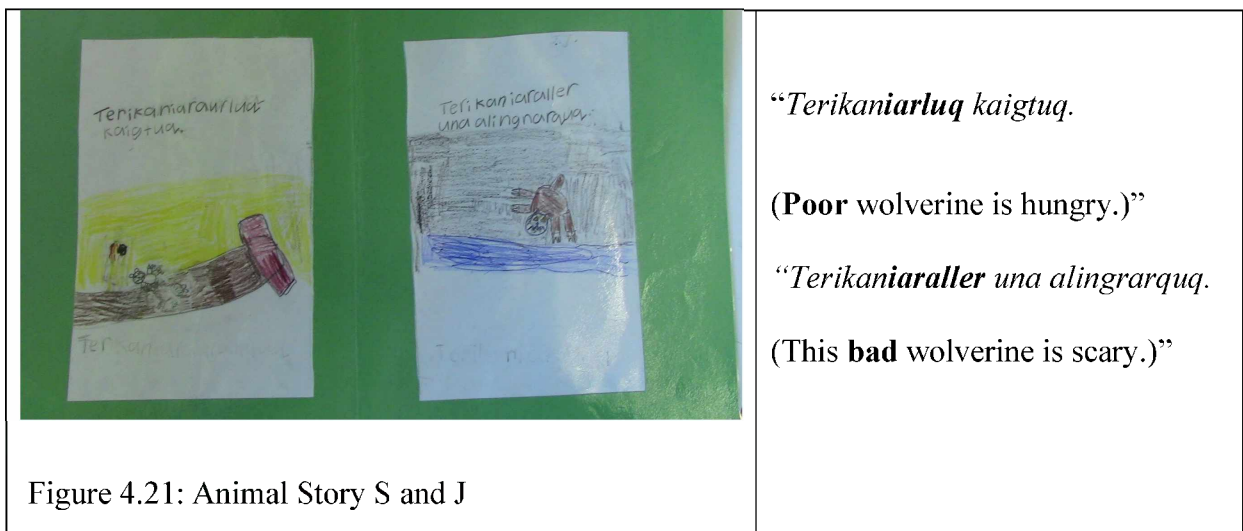 Terikaniaraurluq
kaigtuq.
Terikaniaraller
una alingnarquq.
“Terikaniarluq kaigtuq.
(Poor wolverine is hungry.)”
“Terikaniaraller una alingrarquq.
(This bad wolverine is scary.)”
Figure 4.21: Animal Story S and J